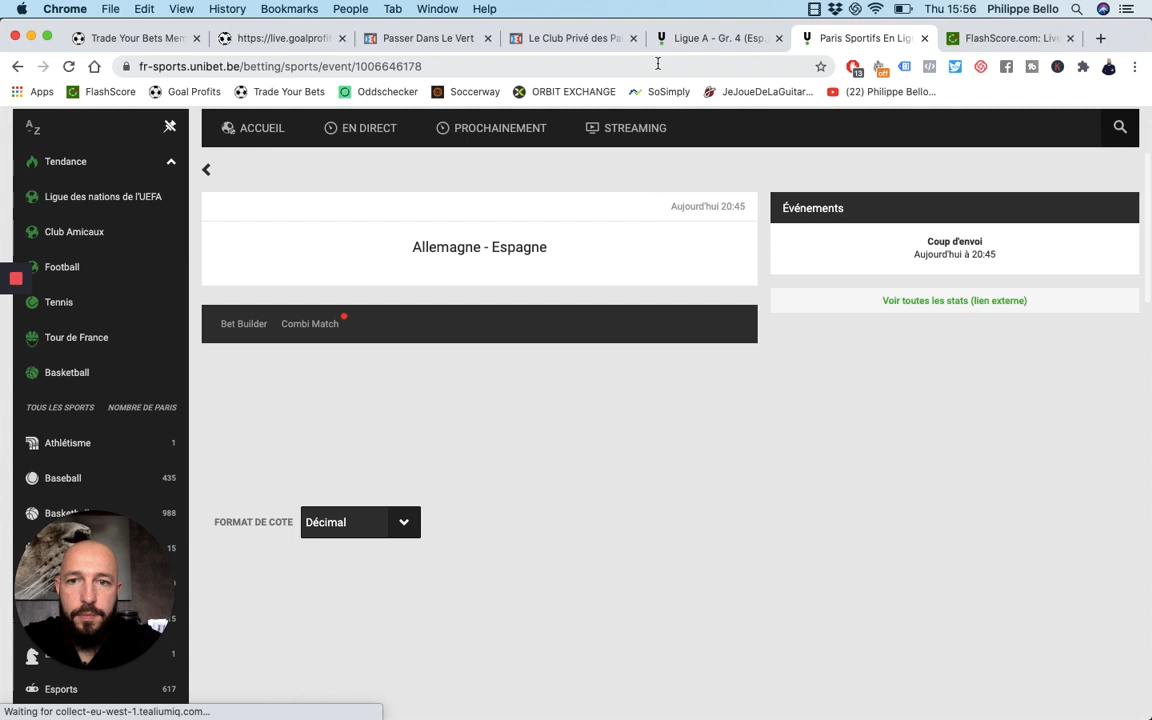 Chrome File Edit View History Bookmarks People Tab Window Help Thu 15:56 Philippe Bello
Trade Your Bets Mem https://live.goalprofit Passer Dans Le Vert Le Club Privé des Pa Ligue A - Gr. 4 (Esp. Paris Sportifs En Lig FlashScore.com: Live
fr-sports.unibet.be/betting/sports/event/1006646178
13 off
Apps FlashScore Goal Profits Trade Your Bets Oddschecker Soccerway ORBIT EXCHANGE SoSimply JeJoueDeLaGuitar... (22) Philippe Bello...
A Z
ACCUEIL EN DIRECT PROCHAINEMENT STREAMING
Tendance
Ligue des nations de l'UEFA
Club Amicaux
Football
Tennis
Tour de France
Basketball
TOUS LES SPORTS NOMBRE DE PARIS
Athlétisme 1
Baseball 435
Basketb 988
15
5
1
Esports 617
Aujourd'hui 20:45
Allemagne - Espagne
Bet Builder Combi Match
FORMAT DE COTE Décimal
Événements
Coup d'envoi
Aujourd'hui à 20:45
Voir toutes les stats (lien externe)
Waiting for collect-eu-west-1.tealiumiq.com...